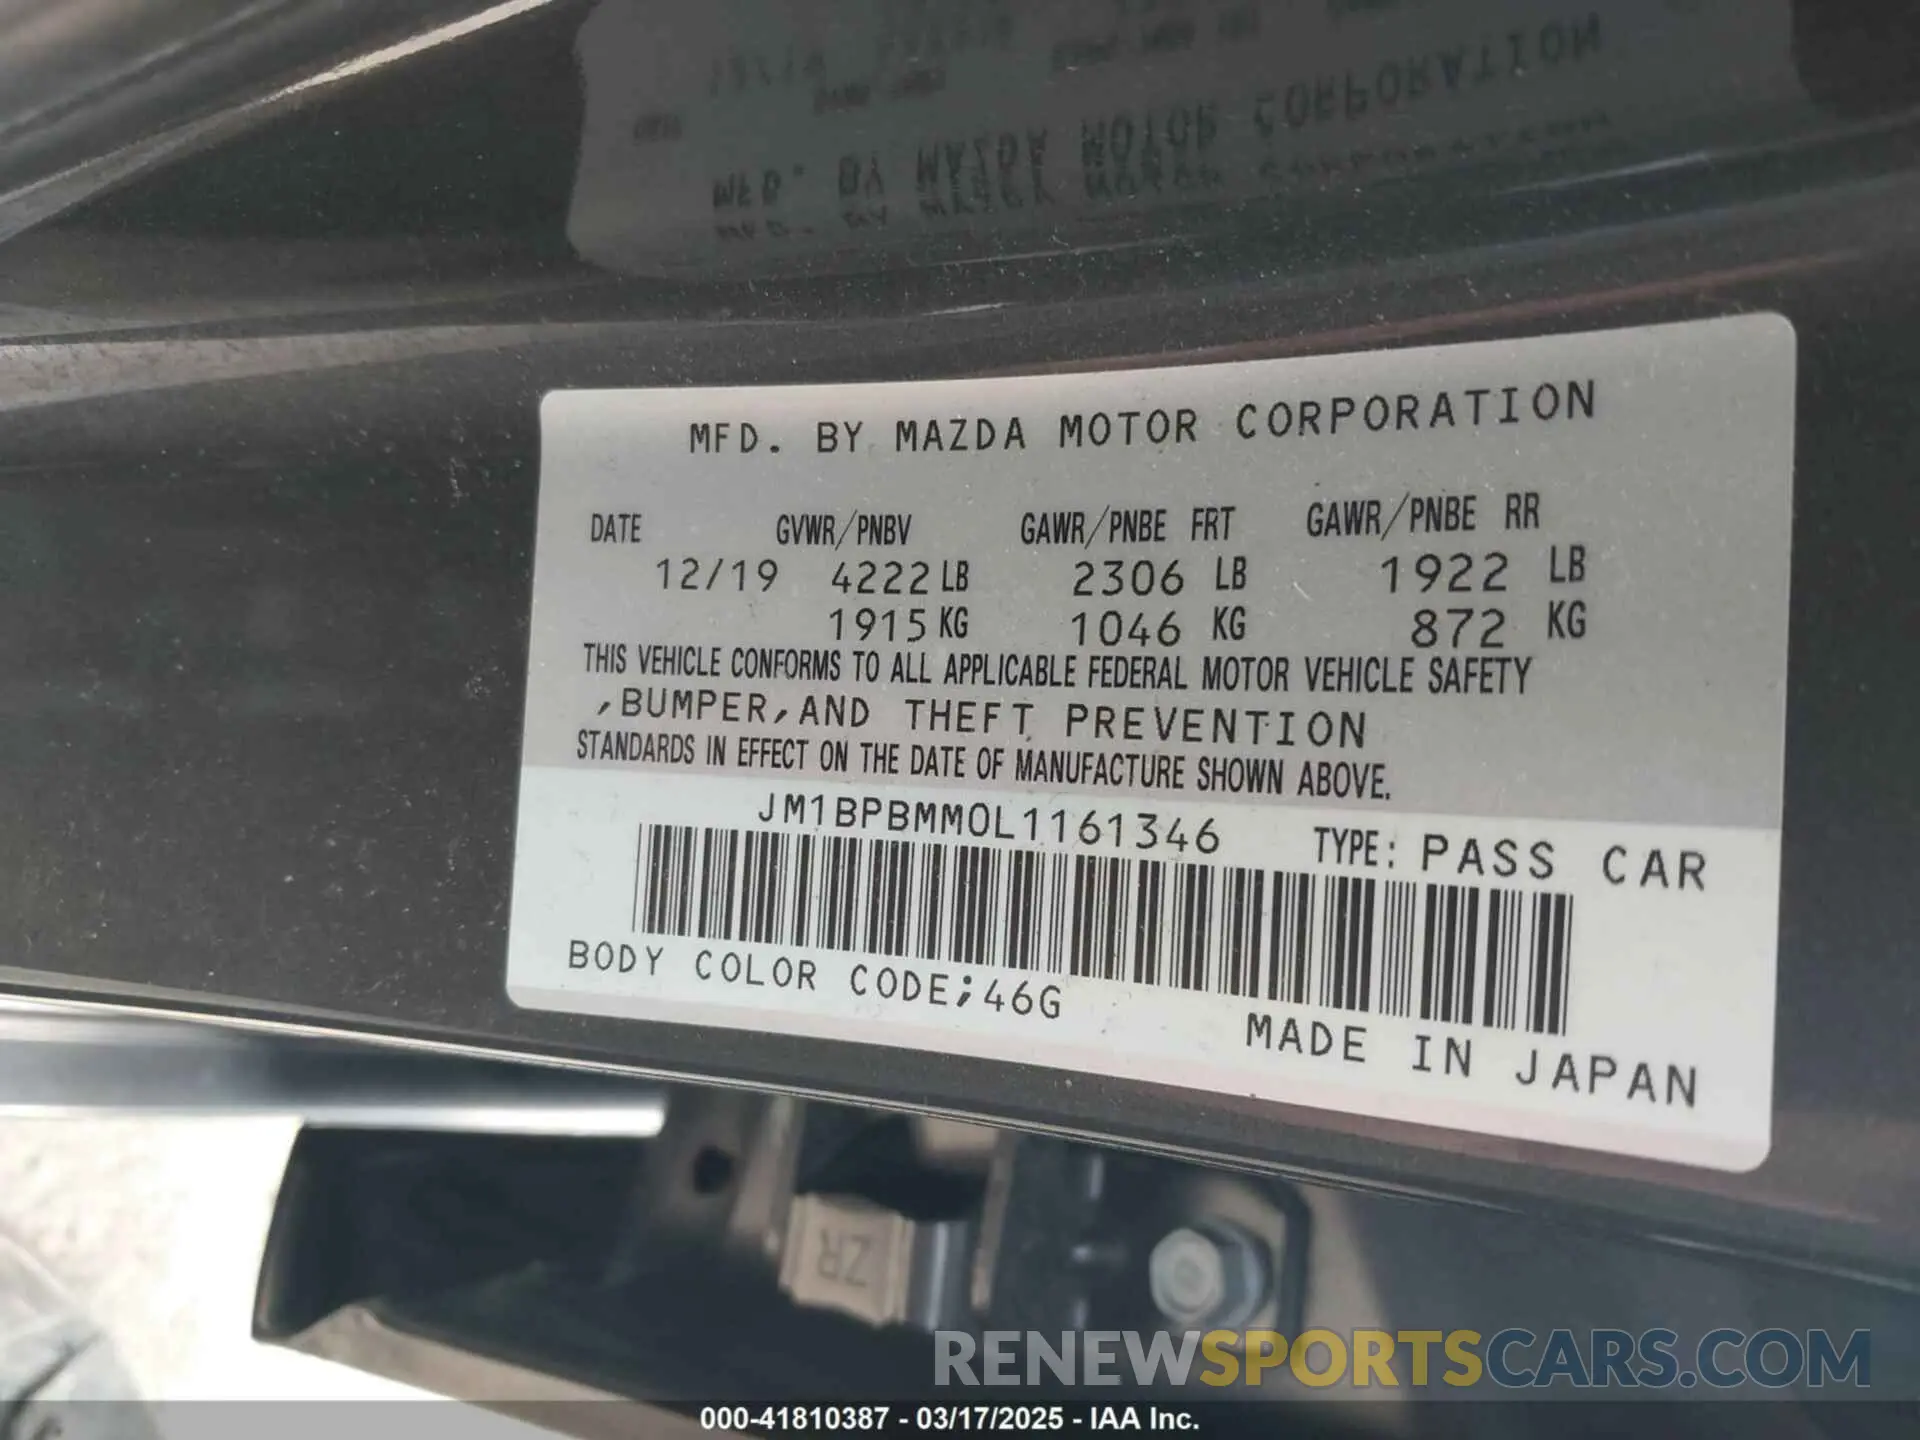 MFD. BY MAZDA MOTOR CORPORATION
DATE GVWR/PNBV GAWR/PNBE FRT GAWR/PNBE RR
12/19 4222 LB 2306 LB 1922 LB
1915 KG 1046 KG 872 KG
THIS VEHICLE CONFORMS TO ALL APPLICABLE FEDERAL MOTOR VEHICLE SAFETY
,BUMPER,AND THEFT PREVENTION
STANDARDS IN EFFECT ON THE DATE OF MANUFACTURE SHOWN ABOVE.
JM1BPBMM0L1161346 TYPE: PASS CAR
BODY COLOR CODE;46G
MADE IN JAPAN
ZR
RENEWSPORTSCARS.COM
000-41810387 - 03/17/2025 - IAA Inc.